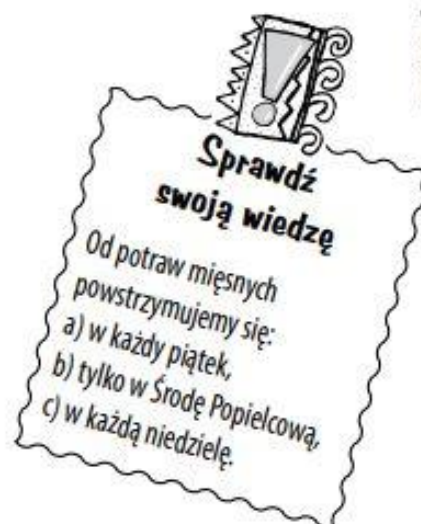 Sprawdź
swoją wiedzę
Od potraw mięsnych
powstrzymujemy się:
a) w każdy piątek,
b) tylko w Środę Popielcową,
c) w każdą niedzielę.